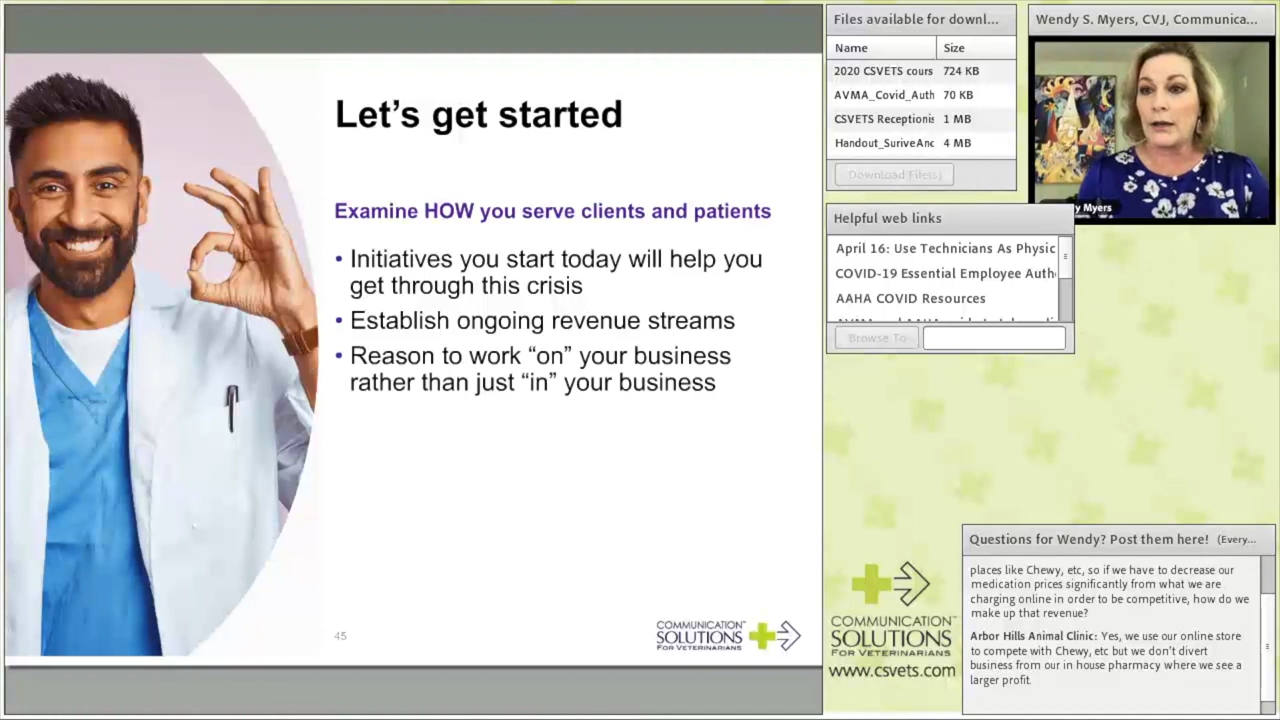 Let's get started
Examine HOW you serve clients and patients
• Initiatives you start today will help you
get through this crisis
• Establish ongoing revenue streams
• Reason to work “on” your business
rather than just “in” your business
45
COMMUNICATION™
SOLUTIONS
FOR VETERINARIANS
Files available for downl...
Name Size
2020 CSVETS cours 724 KB
AVMA_Covid_Auth 70 KB
CSVETS Receptionis 1 MB
Handout_SuriveAnc 4 MB
Download File(s)
Wendy S. Myers, CVJ, Communica...
y Myers
Helpful web links
April 16: Use Technicians As Physic
COVID-19 Essential Employee Auth
AAHA COVID Resources
Browse To
COMMUNICATION™
SOLUTIONS
FOR VETERINARIANS
www.csvets.com
Questions for Wendy? Post them here! (Every...
places like Chewy, etc, so if we have to decrease our
medication prices significantly from what we are
charging online in order to be competitive, how do we
make up that revenue?
Arbor Hills Animal Clinic: Yes, we use our online store
to compete with Chewy, etc but we don't divert
business from our in house pharmacy where we see a
larger profit.